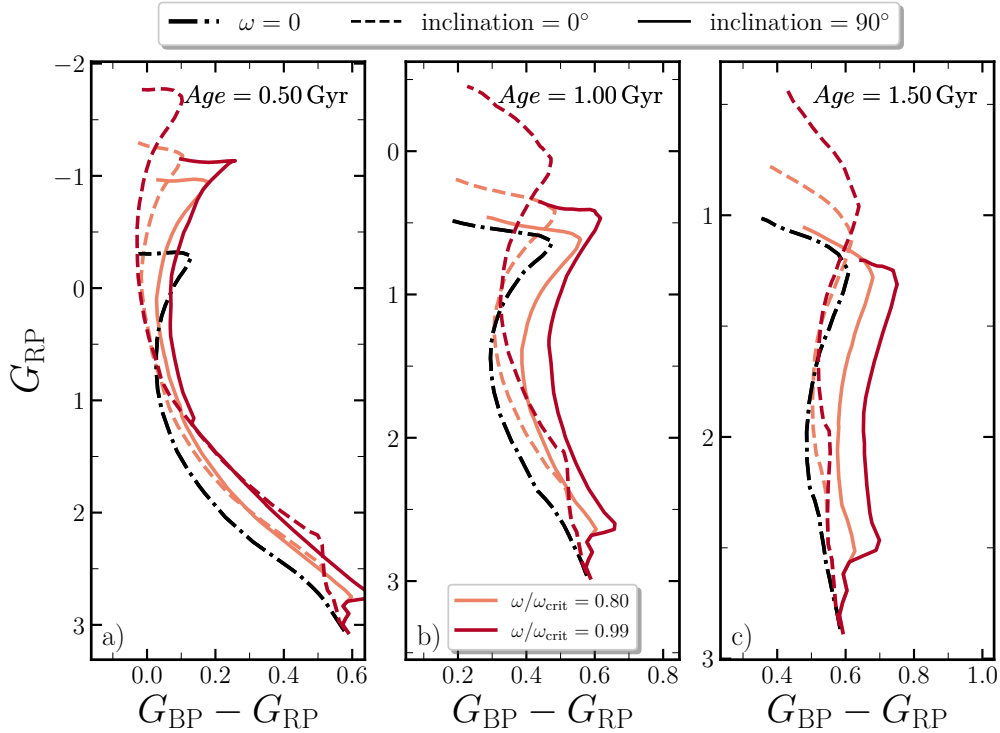 ω = 0 inclination = 0° inclination = 90°
−2
−1
0
1
2
3
G_RP
Age = 0.50 Gyr
a)
0.0 0.2 0.4 0.6
G_BP − G_RP
0
1
2
3
Age = 1.00 Gyr
ω/ω_crit = 0.80
ω/ω_crit = 0.99
b)
0.2 0.4 0.6 0.8
G_BP − G_RP
1
2
3
Age = 1.50 Gyr
c)
0.4 0.6 0.8 1.0
G_BP − G_RP